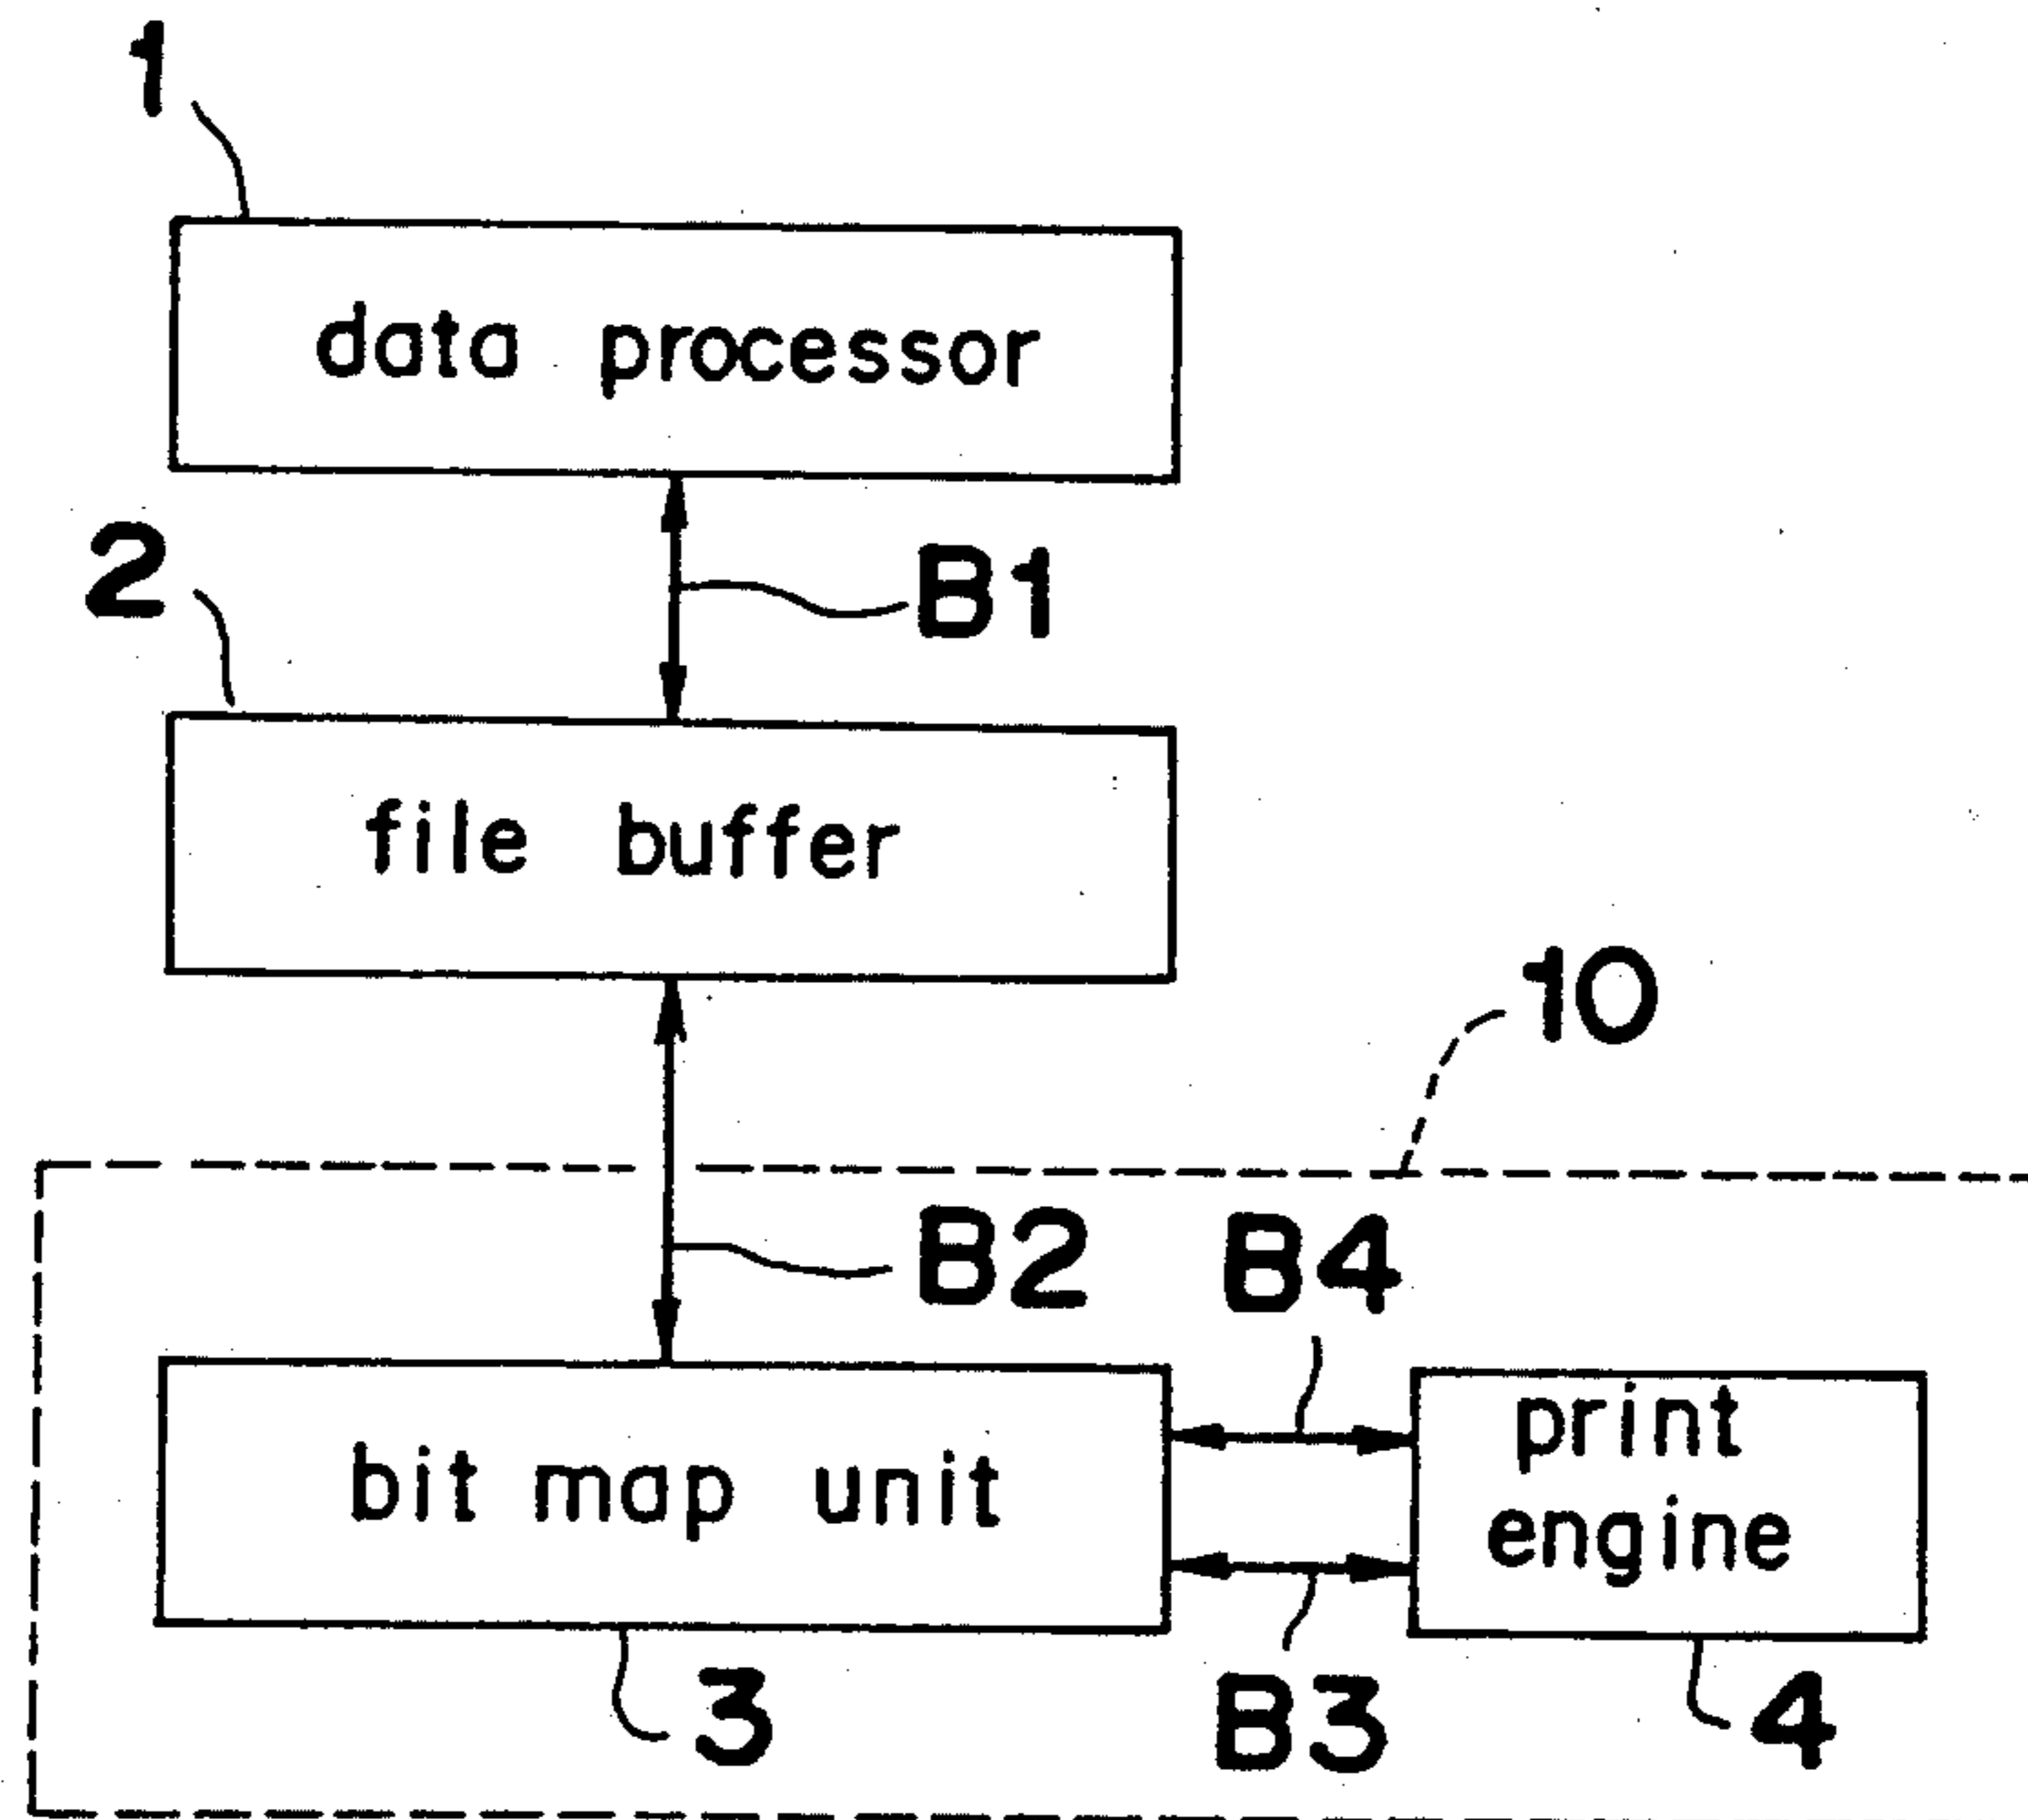 1
data processor
2
B1
file buffer
10
B2
B4
bit map unit
print
engine
3
B3
4